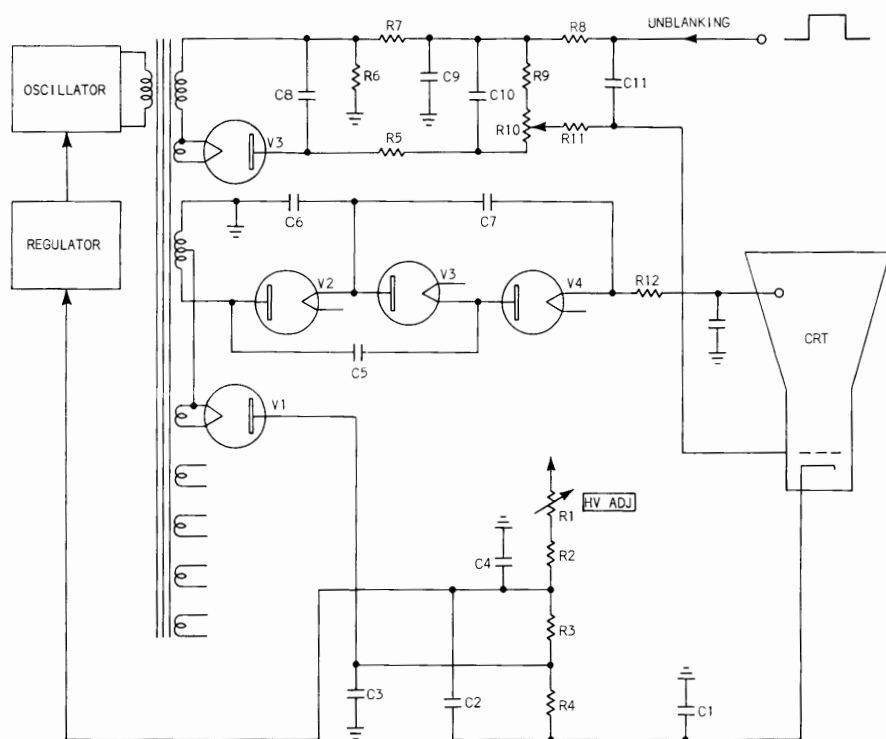 UNBLANKING
R7
R8
OSCILLATOR
R6
C9
R9
C11
C8
C10
R10
V3
R5
R11
C6
C7
REGULATOR
V2
V3
V4
R12
CRT
C5
V1
R1
HV ADJ
C4
R2
R3
C3
C2
R4
C1